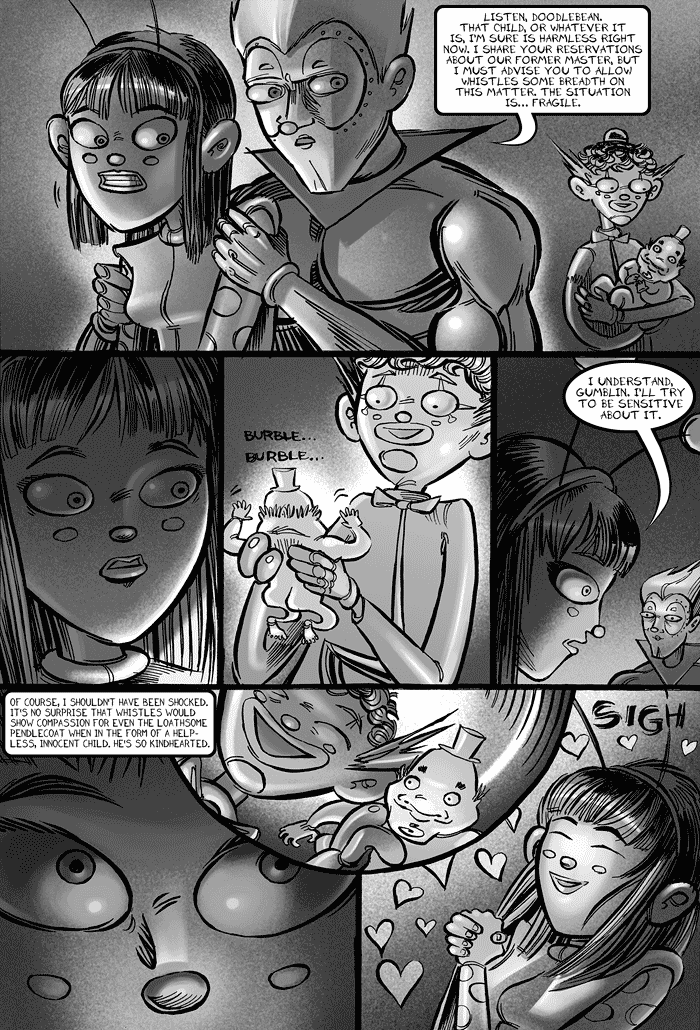 LISTEN, DOODLEBEAN.
THAT CHILD, OR WHATEVER IT
IS, I'M SURE IS HARMLESS RIGHT
NOW. I SHARE YOUR RESERVATIONS
ABOUT OUR FORMER MASTER, BUT
I MUST ADVISE YOU TO ALLOW
WHISTLES SOME BREADTH ON
THIS MATTER. THE SITUATION
IS... FRAGILE.
BURBLE...
BURBLE...
I UNDERSTAND,
GUMBLIN. I'LL TRY
TO BE SENSITIVE
ABOUT IT.
OF COURSE, I SHOULDN'T HAVE BEEN SHOCKED.
IT'S NO SURPRISE THAT WHISTLES WOULD
SHOW COMPASSION FOR EVEN THE LOATHSOME
PENDLECOAT WHEN IN THE FORM OF A HELP-
LESS, INNOCENT CHILD. HE'S SO KINDHEARTED.
SIGH